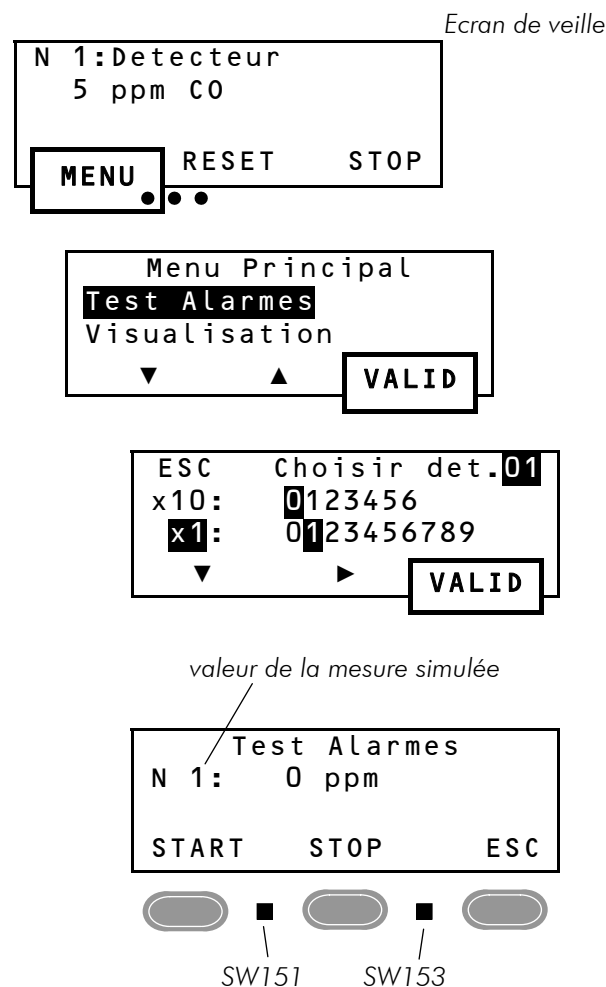 Ecran de veille
N 1:Detecteur
5 ppm CO
MENU RESET STOP
Menu Principal
Test Alarmes
Visualisation
▼ ▲ VALID
ESC Choisir det.01
x10: 0123456
x1: 0123456789
▼ ► VALID
valeur de la mesure simulée
Test Alarmes
N 1: 0 ppm
START STOP ESC
SW151 SW153